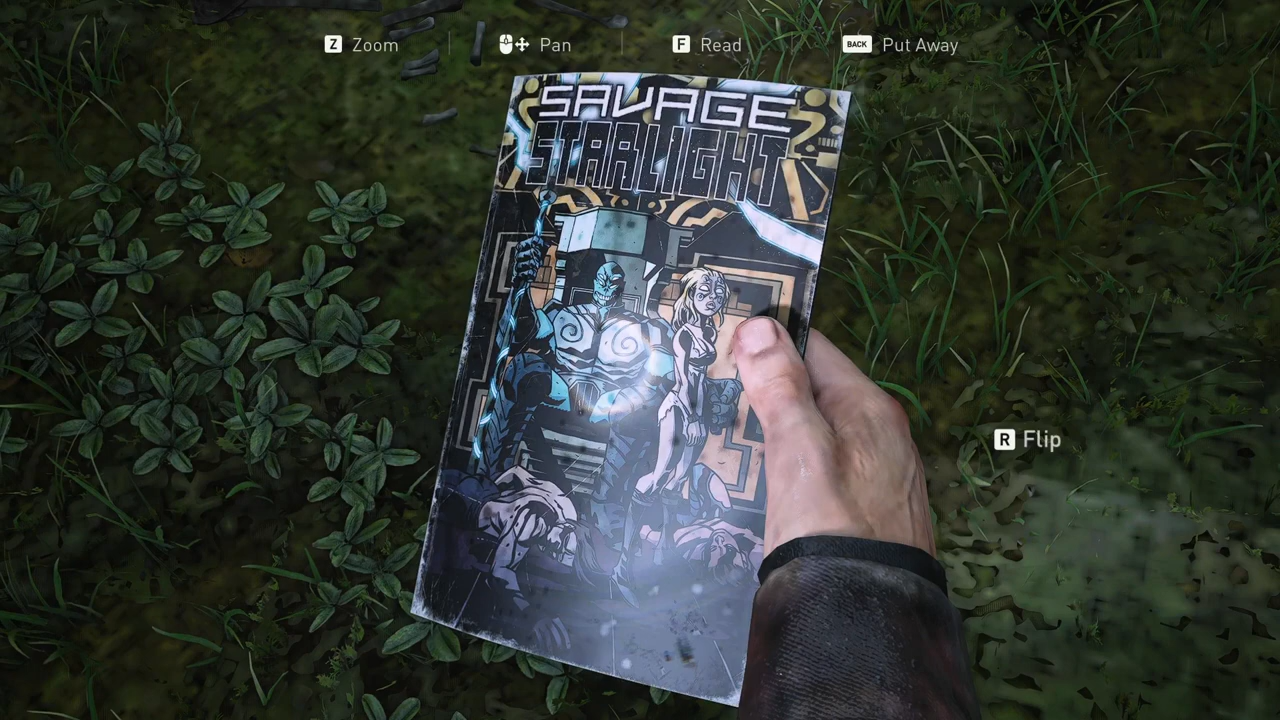 Z Zoom
Pan
F Read
BACK Put Away
SAVAGE
STARLIGHT
R Flip